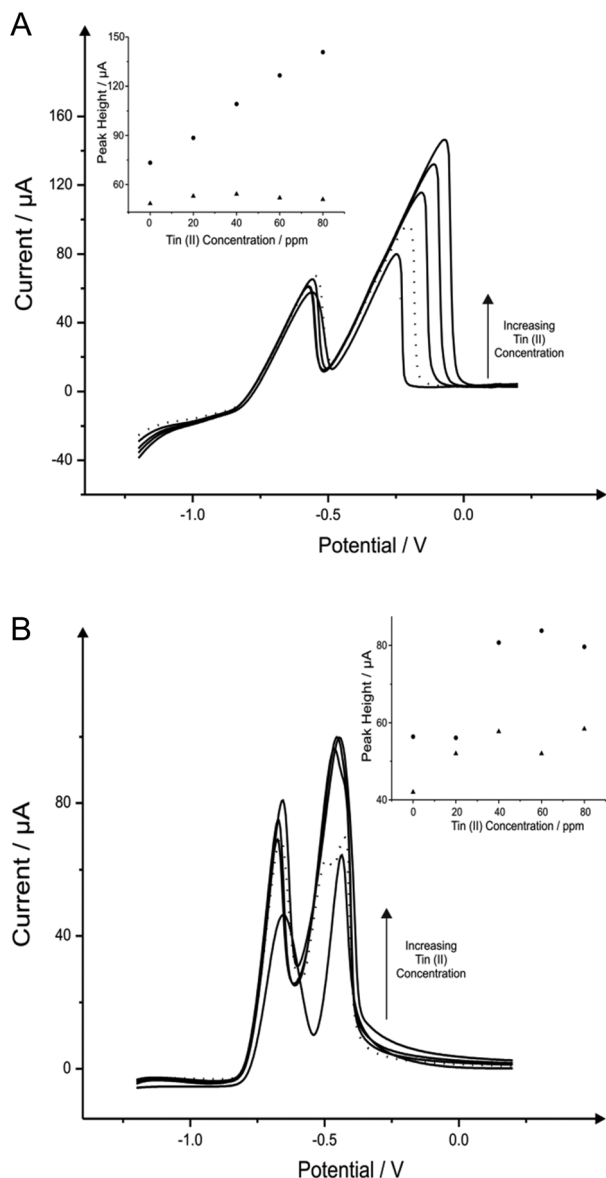 A
150
120
90
60
Peak Height / µA
0 20 40 60 80
Tin (II) Concentration / ppm
160
120
80
40
0
-40
Current / µA
Increasing
Tin (II)
Concentration
-1.0 -0.5 0.0
Potential / V
B
80
60
40
Peak Height / µA
0 20 40 60 80
Tin (II) Concentration / ppm
80
40
0
Current / µA
Increasing
Tin (II)
Concentration
-1.0 -0.5 0.0
Potential / V